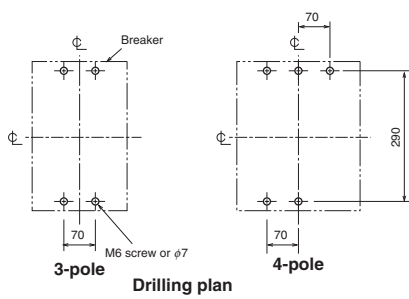 70
℄
℄
Breaker
℄
℄
290
70
M6 screw or φ7
70
3-pole
4-pole
Drilling plan